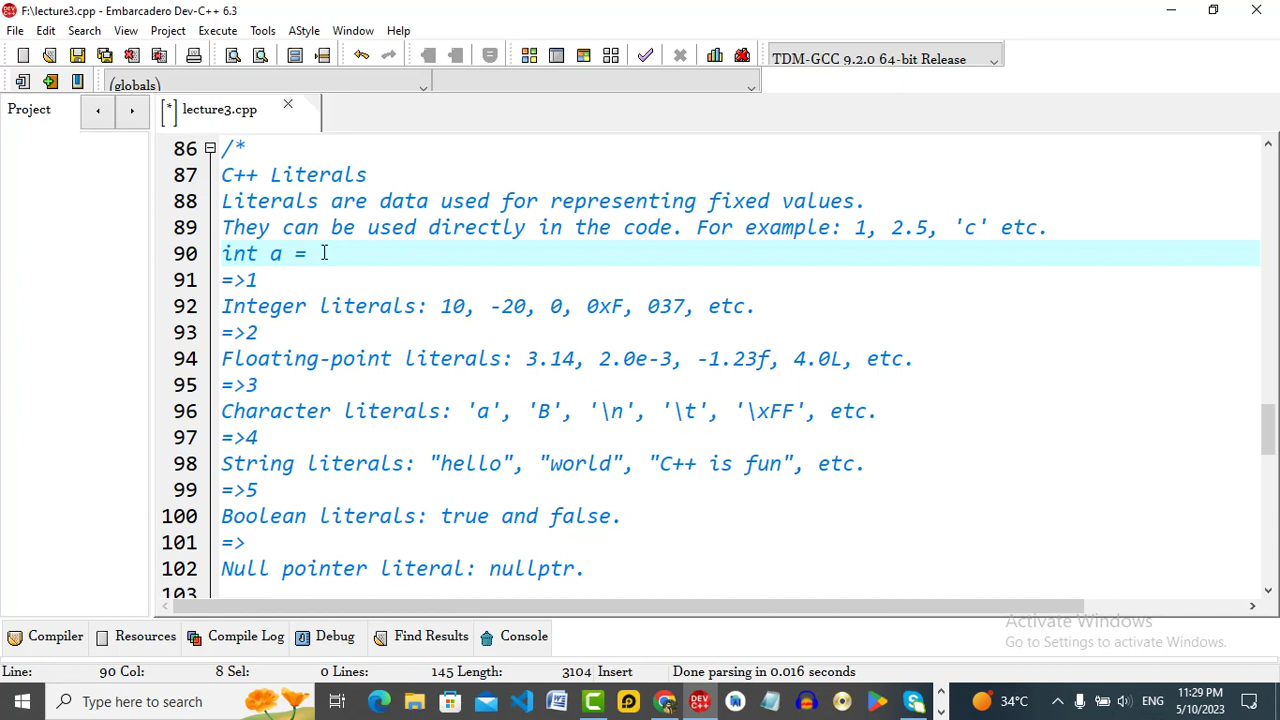 F:\lecture3.cpp - Embarcadero Dev-C++ 6.3
File Edit Search View Project Execute Tools AStyle Window Help
TDM-GCC 9.2.0 64-bit Release
(globals)
Project
[*] lecture3.cpp
86 /*
87 C++ Literals
88 Literals are data used for representing fixed values.
89 They can be used directly in the code. For example: 1, 2.5, 'c' etc.
90 int a =
91 =>1
92 Integer literals: 10, -20, 0, 0xF, 037, etc.
93 =>2
94 Floating-point literals: 3.14, 2.0e-3, -1.23f, 4.0L, etc.
95 =>3
96 Character literals: 'a', 'B', '\n', '\t', '\xFF', etc.
97 =>4
98 String literals: "hello", "world", "C++ is fun", etc.
99 =>5
100 Boolean literals: true and false.
101 =>
102 Null pointer literal: nullptr.
103
Activate Windows
Go to Settings to activate Windows.
Compiler Resources Compile Log Debug Find Results Console
Line: 90 Col: 8 Sel: 0 Lines: 145 Length: 3104 Insert Done parsing in 0.016 seconds
Type here to search
34°C
ENG
11:29 PM
5/10/2023